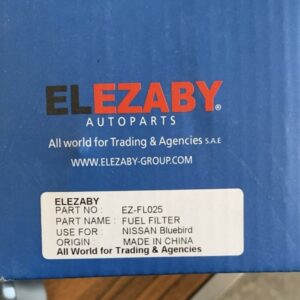 ELEZABY®
AUTOPARTS
All world for Trading & Agencies S.A.E
WWW.ELEZABY-GROUP.COM
ELEZABY
PART NO : EZ-FL025
PART NAME : FUEL FILTER
USE FOR : NISSAN Bluebird
ORIGIN : MADE IN CHINA
All World for Trading & Agencies